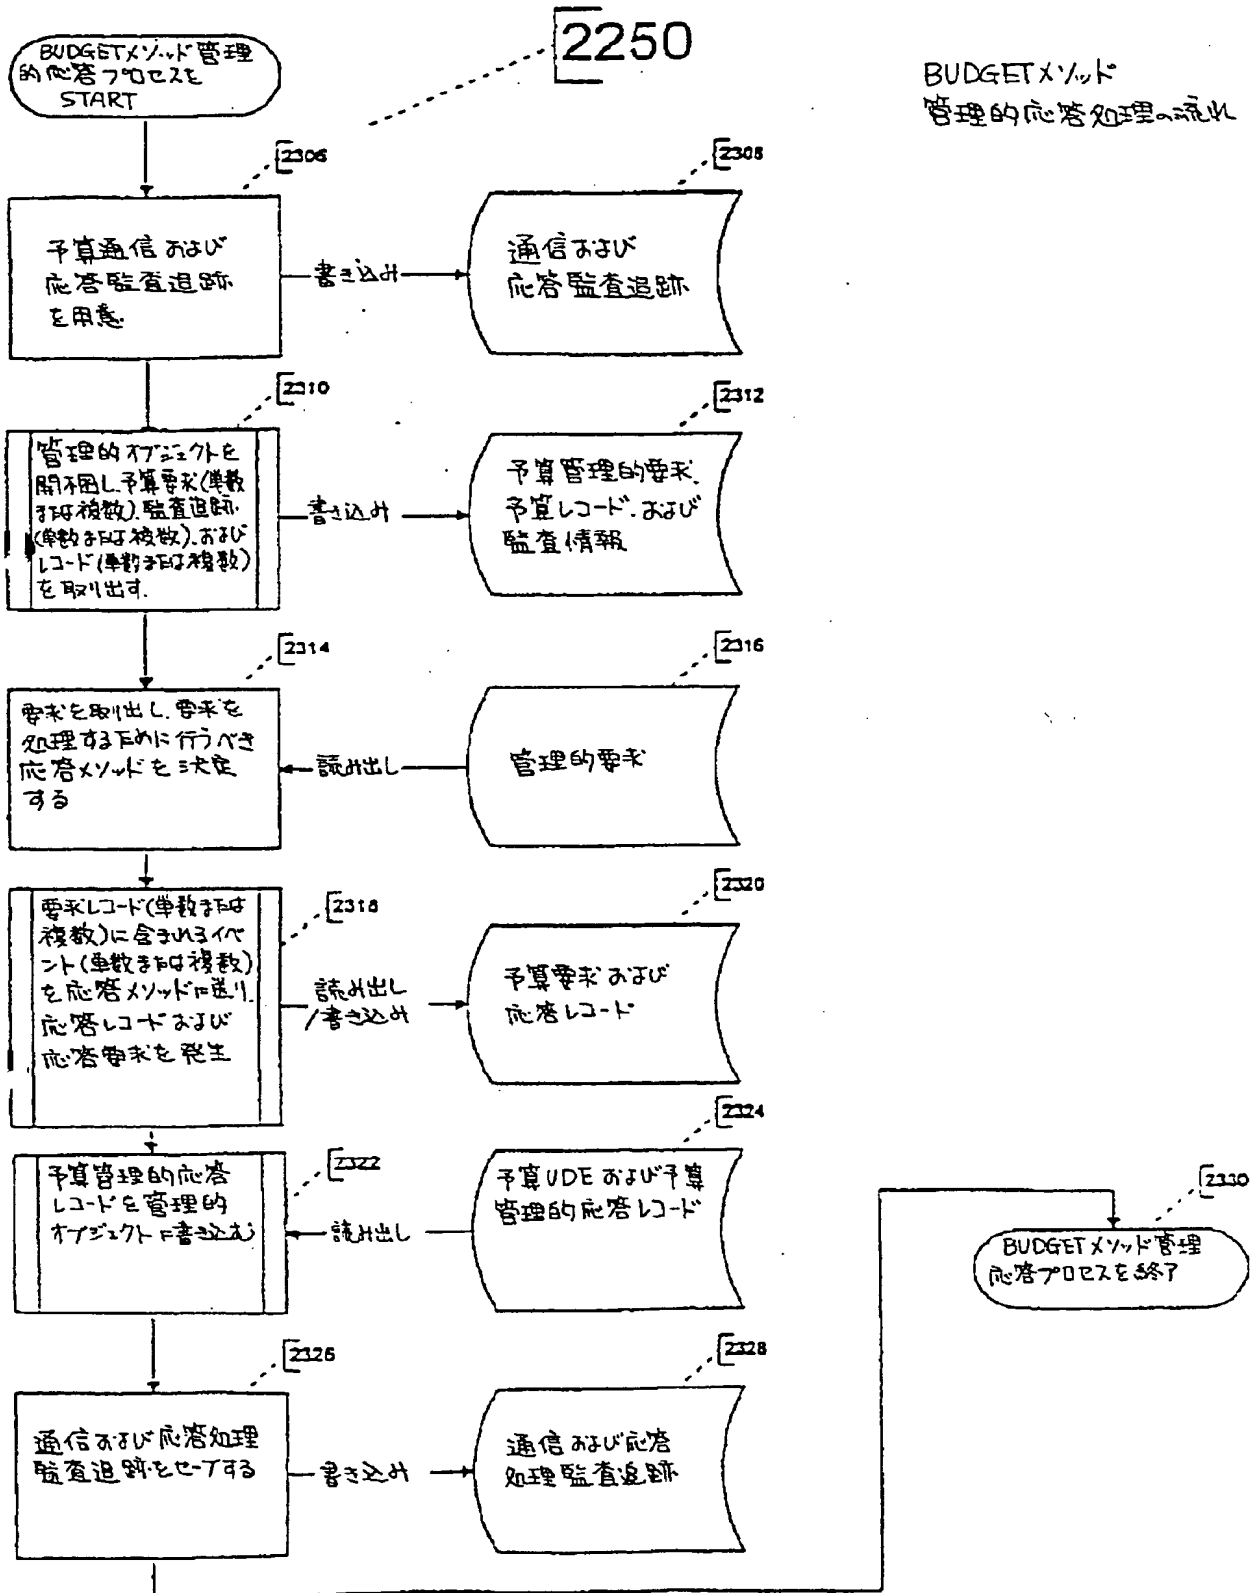 2250
BUDGETメソッド管理
的応答プロセスを
START
BUDGETメソッド
管理的応答処理の流れ
2306
予算通信および
応答監査追跡
を用意
書き込み
2308
通信および
応答監査追跡
2310
管理的オブジェクトを
開梱し、予算要求(単数
または複数)、監査追跡
(単数または複数)、および
レコード(単数または複数)
を取り出す.
書き込み
2312
予算管理的要求、
予算レコード、および
監査情報
2314
要求を取り出し、要求を
処理するために行うべき
応答メソッドを決定
する
読み出し
2316
管理的要求
2318
要求レコード(単数または
複数)に含まれるイベ
ント(単数または複数)
を応答メソッドに送り、
応答レコードおよび
応答要求を発生
読み出し
/書き込み
2320
予算要求および
応答レコード
2322
予算管理的応答
レコードを管理的
オブジェクトに書き込む
読み出し
2324
予算UDEおよび予算
管理的応答レコード
2326
通信および応答処理
監査追跡をセーブする
書き込み
2328
通信および応答
処理監査追跡
2330
BUDGETメソッド管理
応答プロセスを終了